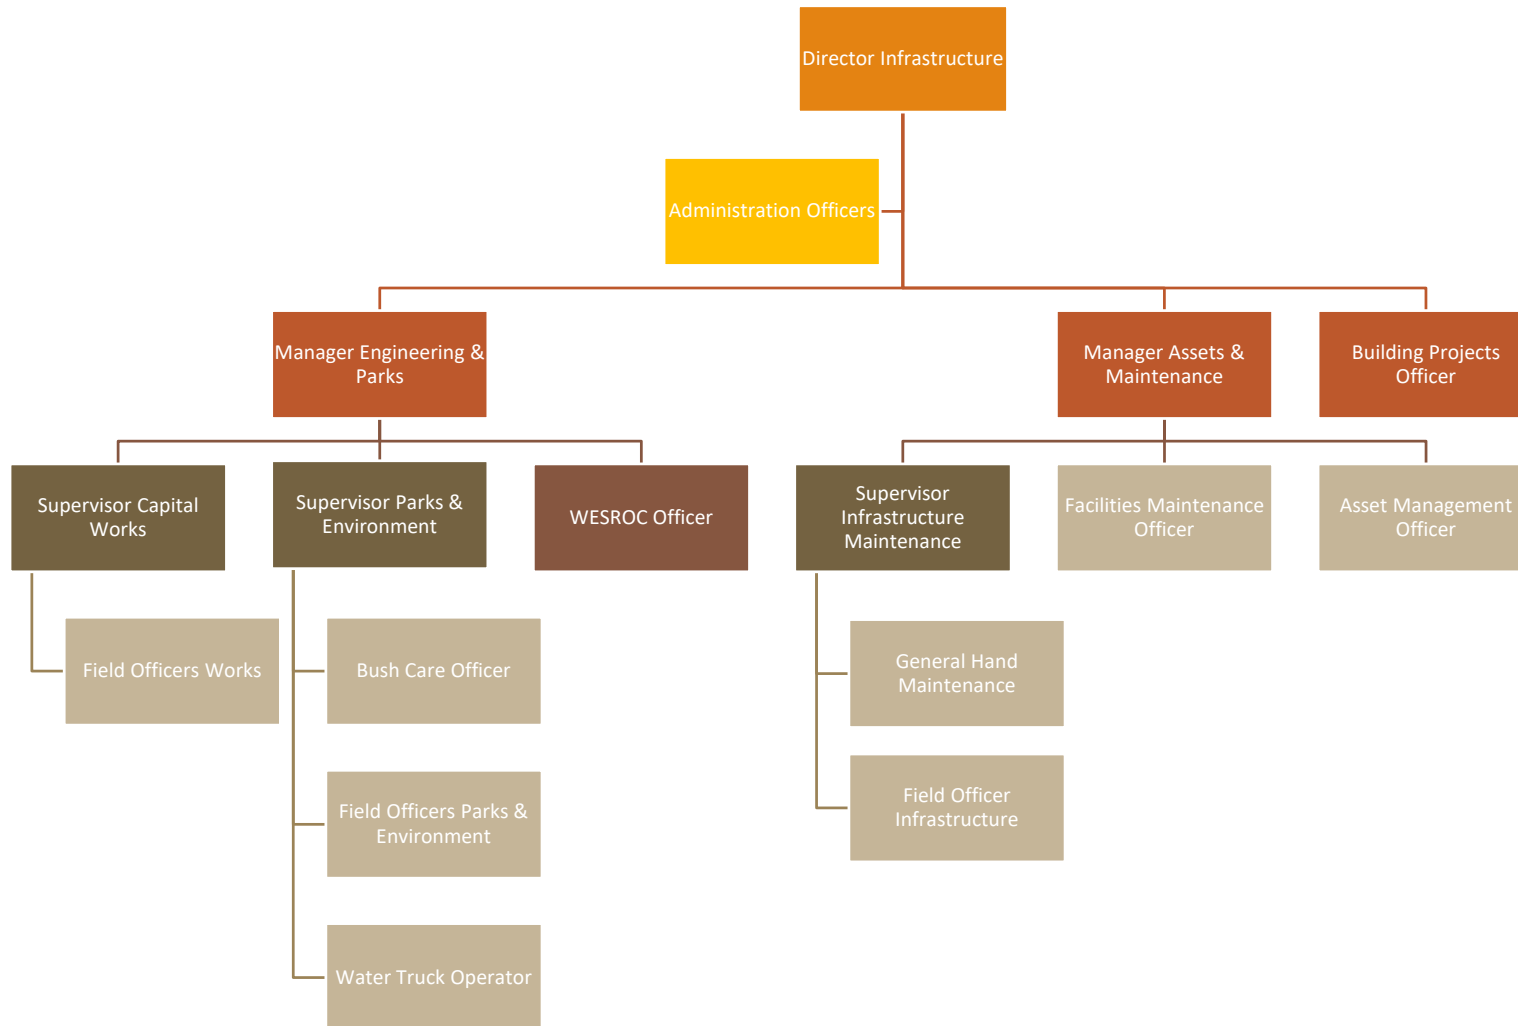 Director Infrastructure
Administration Officers
Manager Engineering &
Parks
Manager Assets &
Maintenance
Building Projects
Officer
Supervisor Capital
Works
Supervisor Parks &
Environment
WESROC Officer
Supervisor
Infrastructure
Maintenance
Facilities Maintenance
Officer
Asset Management
Officer
Field Officers Works
Bush Care Officer
General Hand
Maintenance
Field Officers Parks &
Environment
Field Officer
Infrastructure
Water Truck Operator